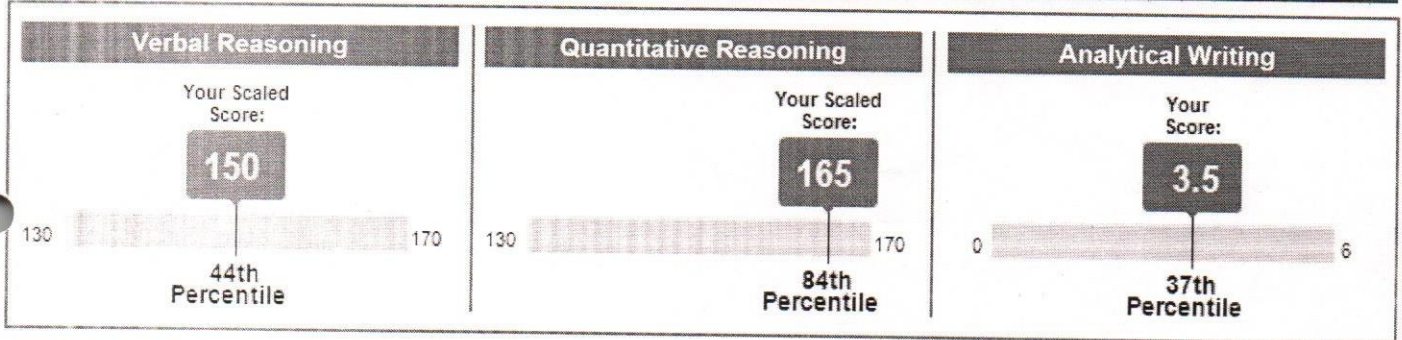 Verbal Reasoning
Your Scaled
Score:
150
130
170
44th
Percentile
Quantitative Reasoning
Your Scaled
Score:
165
130
170
84th
Percentile
Analytical Writing
Your
Score:
3.5
0
6
37th
Percentile